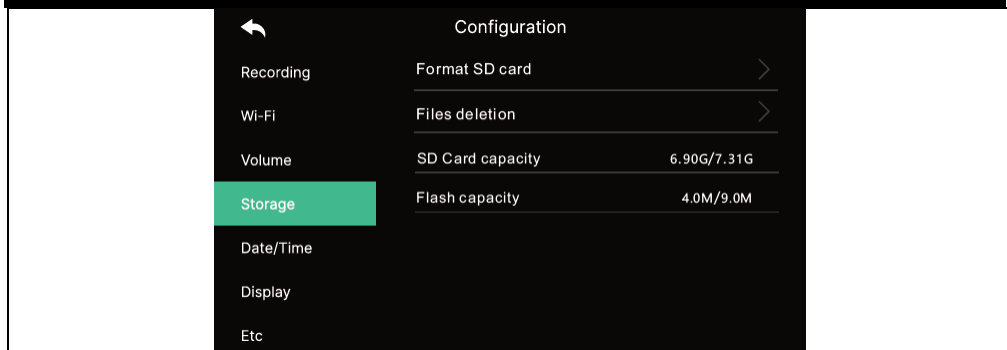 Configuration
Recording
Wi-Fi
Volume
Storage
Date/Time
Display
Etc
Format SD card
Files deletion
SD Card capacity 6.90G/7.31G
Flash capacity 4.0M/9.0M